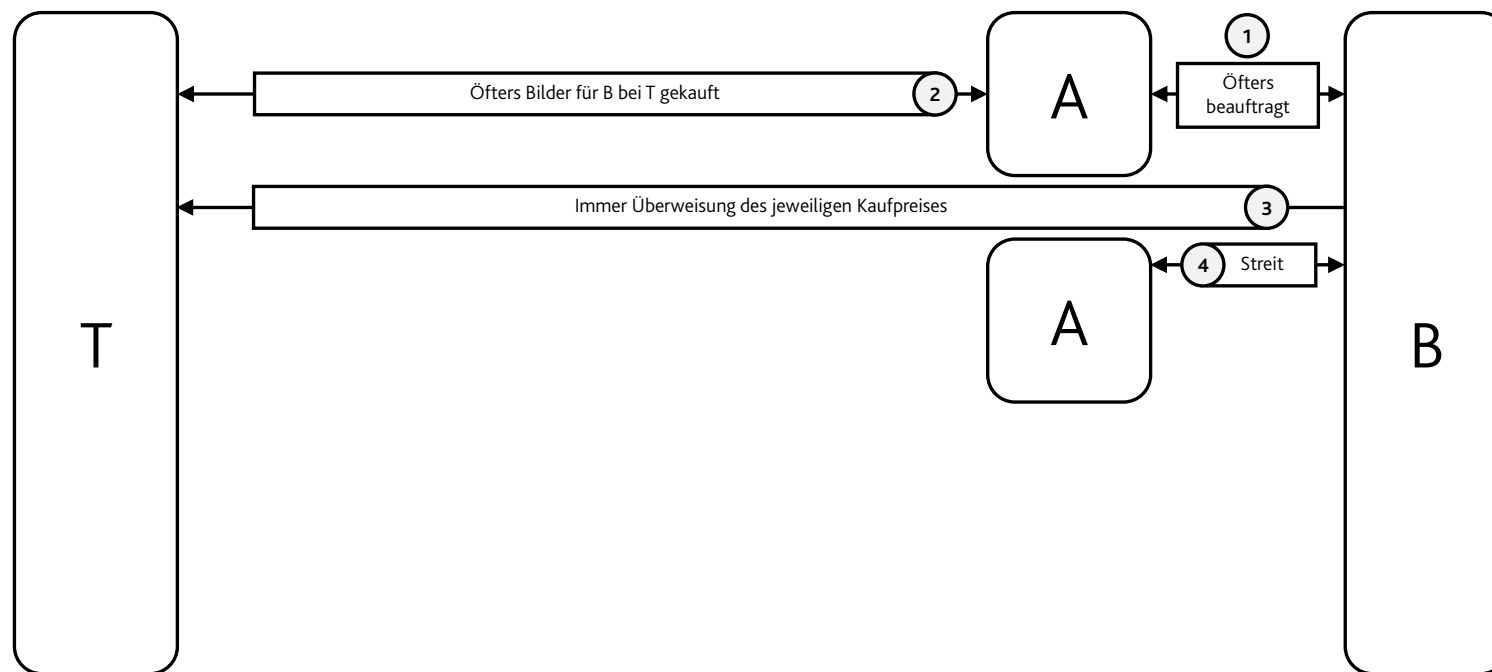 1
Öfters
beauftragt
Öfters Bilder für B bei T gekauft
2
A
Immer Überweisung des jeweiligen Kaufpreises
3
4
Streit
A
T
B